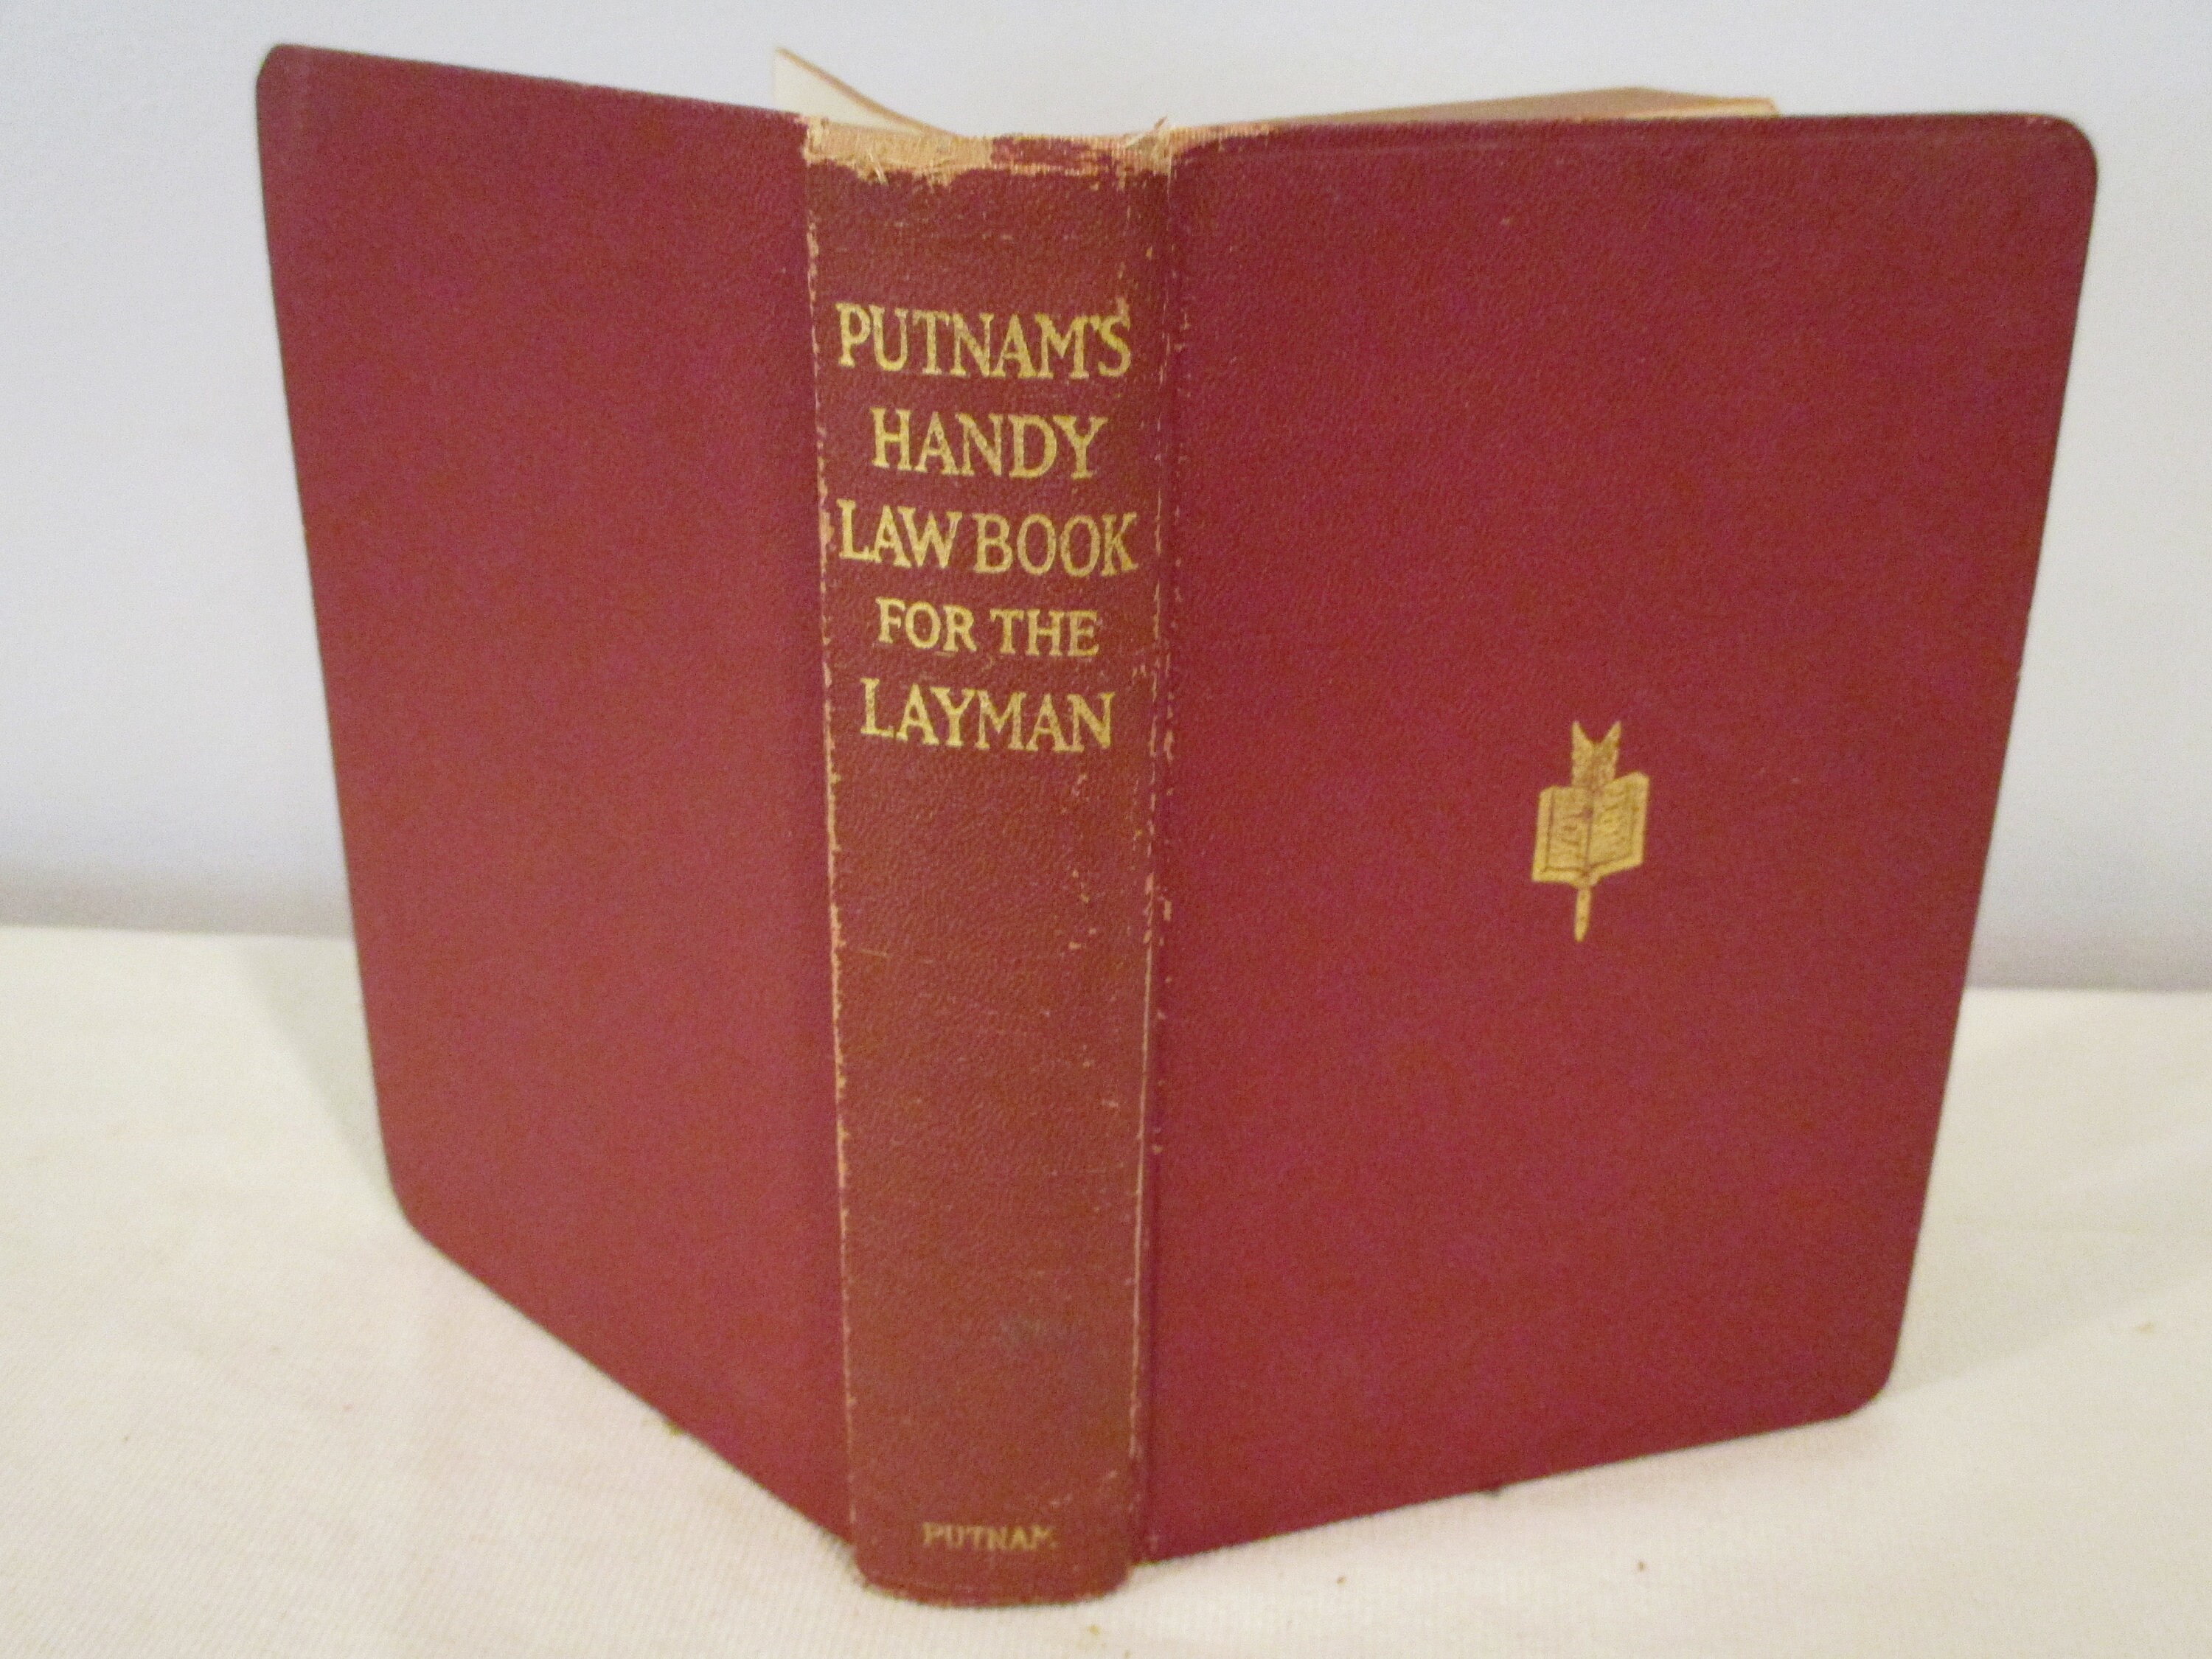 PUTNAM'S
HANDY
LAW BOOK
FOR THE
LAYMAN
PUTNAM